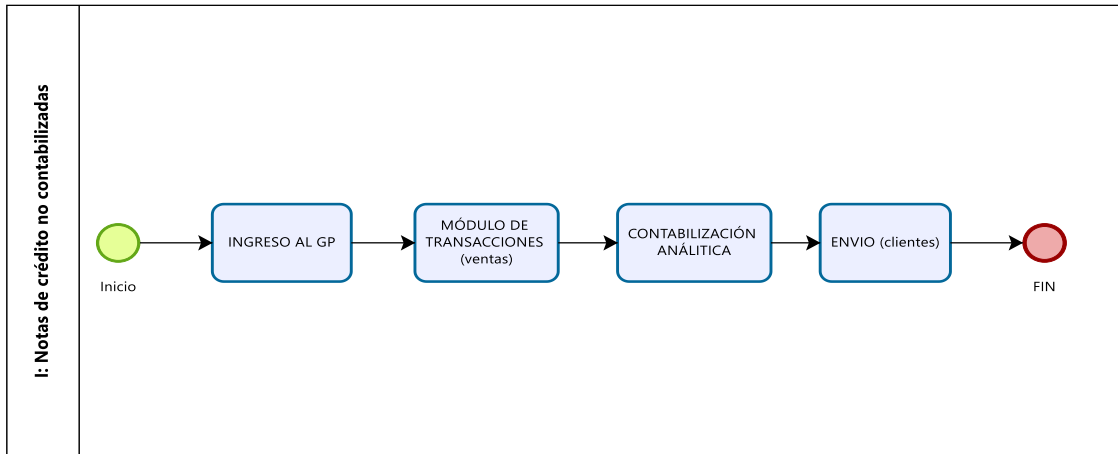 I: Notas de crédito no contabilizadas
Inicio
INGRESO AL GP
MÓDULO DE
TRANSACCIONES
(ventas)
CONTABILIZACIÓN
ANÁLITICA
ENVIO (clientes)
FIN